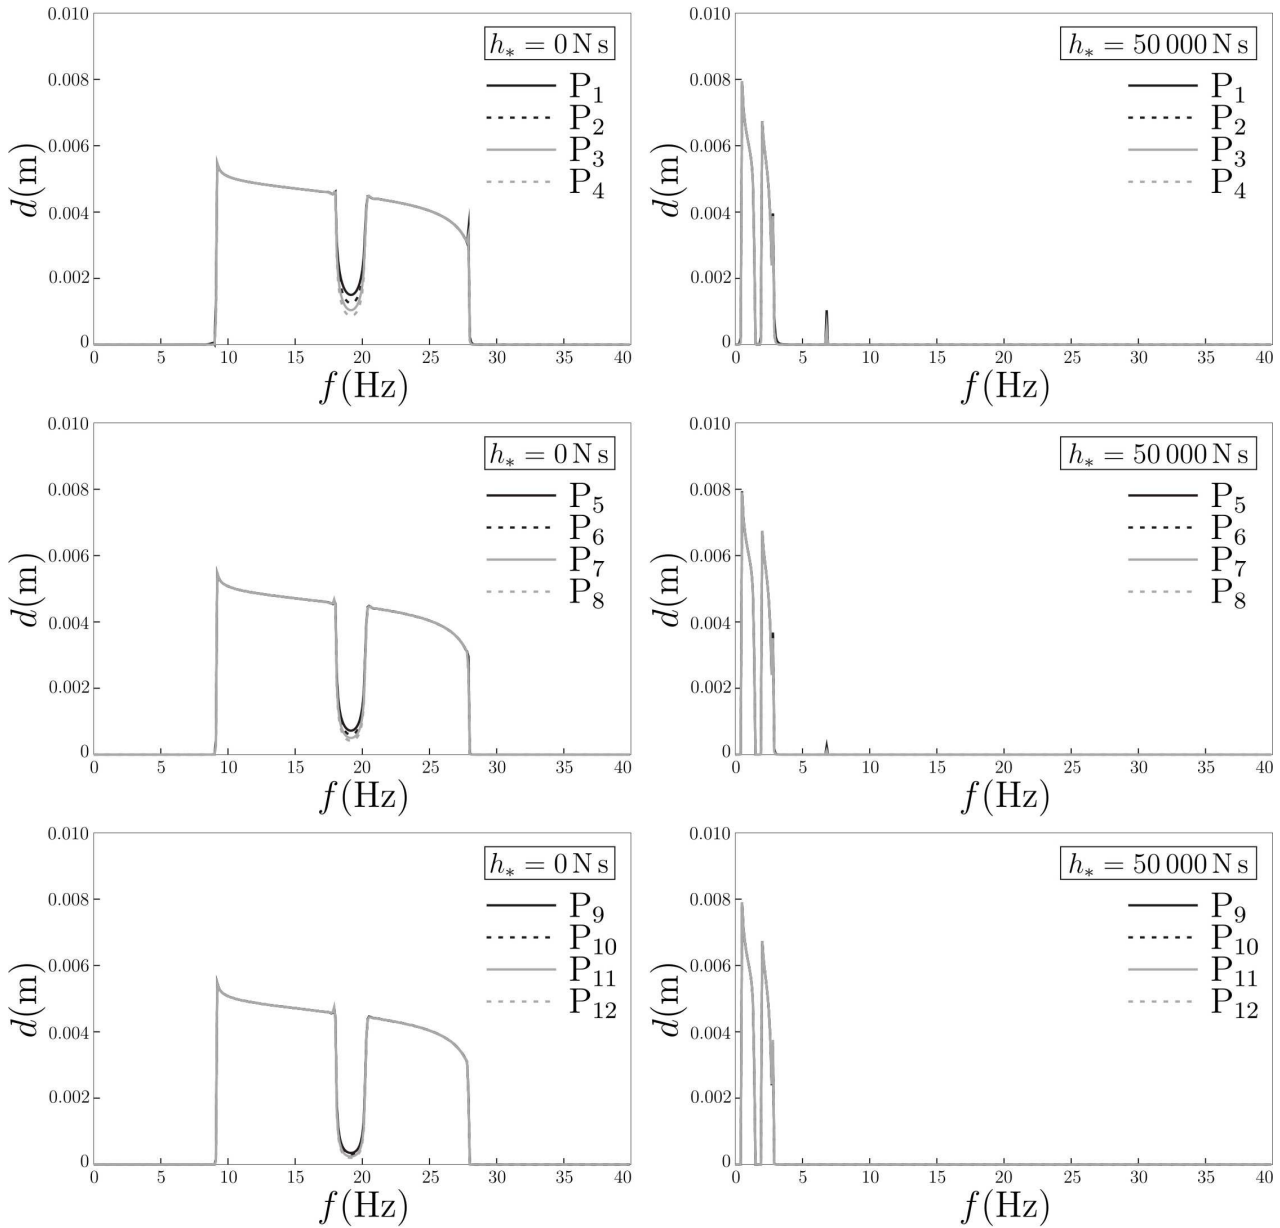 0.010
h* = 0 N s
P1
0.008
P2
0.006
P3
P4
d(m)
0.004
0.002
0
0 5 10 15 20 25 30 35 40
f(Hz)
0.010
h* = 50 000 N s
P1
0.008
P2
0.006
P3
P4
d(m)
0.004
0.002
0
0 5 10 15 20 25 30 35 40
f(Hz)
0.010
h* = 0 N s
P5
0.008
P6
0.006
P7
P8
d(m)
0.004
0.002
0
0 5 10 15 20 25 30 35 40
f(Hz)
0.010
h* = 50 000 N s
P5
0.008
P6
0.006
P7
P8
d(m)
0.004
0.002
0
0 5 10 15 20 25 30 35 40
f(Hz)
0.010
h* = 0 N s
P9
0.008
P10
0.006
P11
P12
d(m)
0.004
0.002
0
0 5 10 15 20 25 30 35 40
f(Hz)
0.010
h* = 50 000 N s
P9
0.008
P10
0.006
P11
P12
d(m)
0.004
0.002
0
0 5 10 15 20 25 30 35 40
f(Hz)